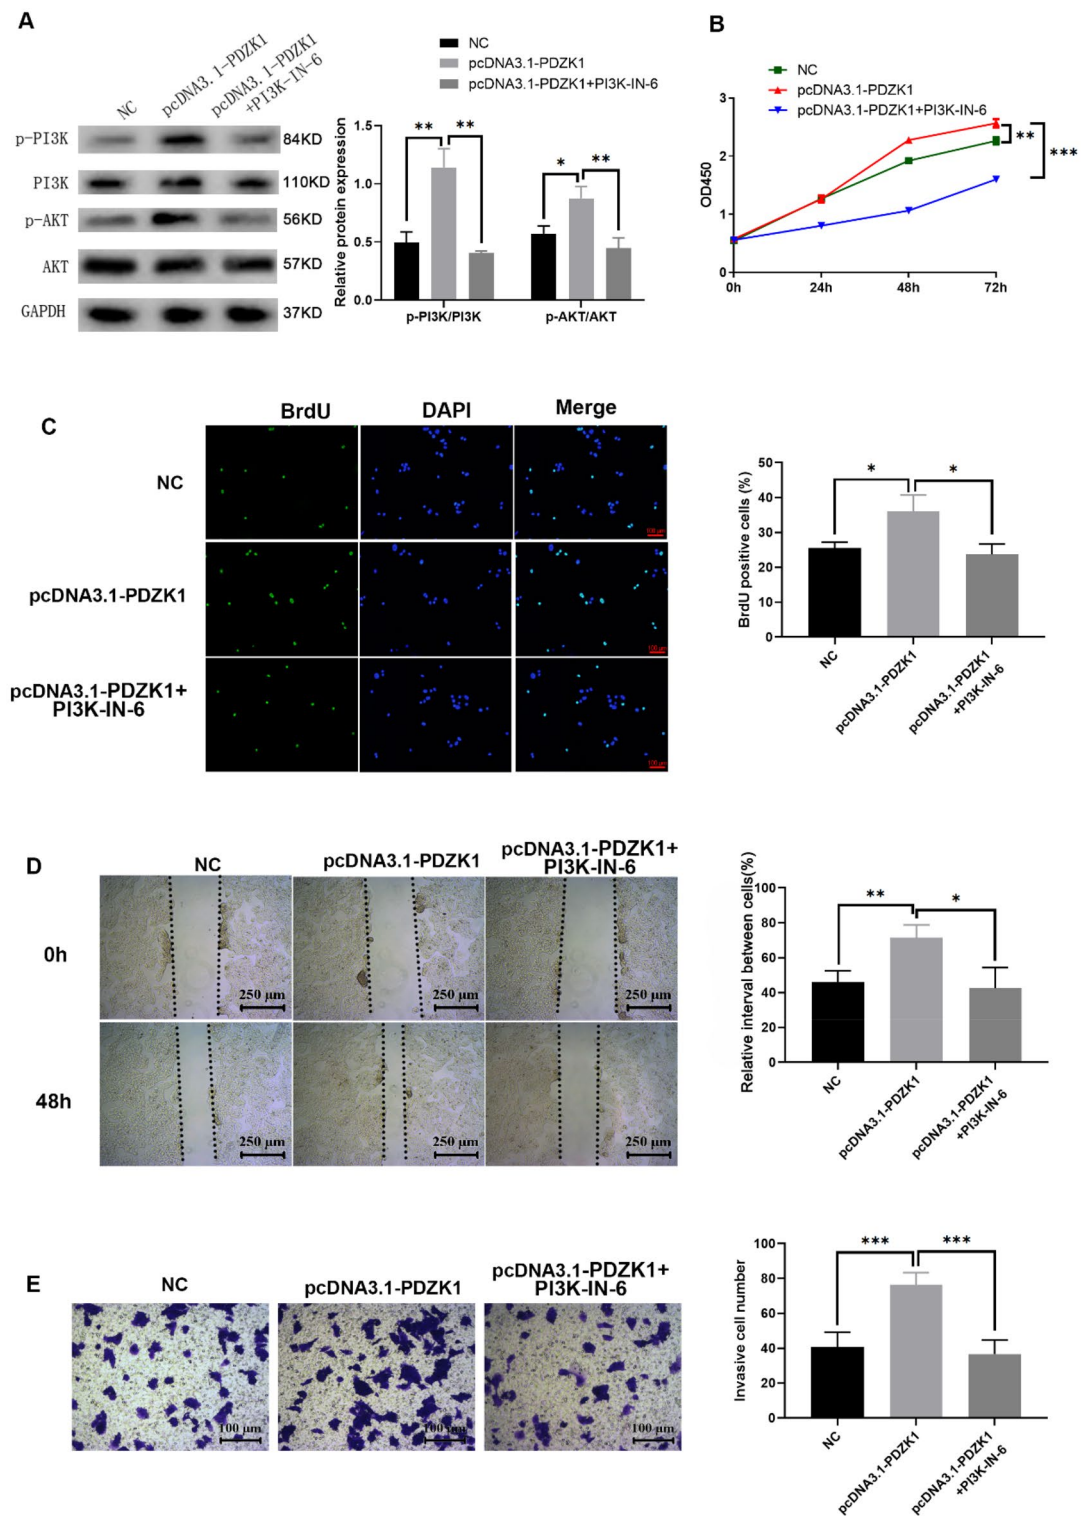 A
NC
pcDNA3.1-PDZK1
pcDNA3.1-PDZK1+PI3K-IN-6
NC
pcDNA3.1-PDZK1
pcDNA3.1-PDZK1
+PI3K-IN-6
p-PI3K
84KD
PI3K
110KD
p-AKT
56KD
AKT
57KD
GAPDH
37KD
Relative protein expression
1.5
1.0
0.5
0.0
**
**
*
**
p-PI3K/PI3K
p-AKT/AKT
B
NC
pcDNA3.1-PDZK1
pcDNA3.1-PDZK1+PI3K-IN-6
OD450
3
2
1
0
0h
24h
48h
72h
**
***
C
BrdU
DAPI
Merge
NC
pcDNA3.1-PDZK1
pcDNA3.1-PDZK1+
PI3K-IN-6
100 μm
100 μm
100 μm
BrdU positive cells (%)
50
40
30
20
10
0
*
*
NC
pcDNA3.1-PDZK1
pcDNA3.1-PDZK1
+PI3K-IN-6
D
NC
pcDNA3.1-PDZK1
pcDNA3.1-PDZK1+
PI3K-IN-6
0h
250 μm
250 μm
250 μm
48h
250 μm
250 μm
250 μm
Relative interval between cells(%)
100
80
60
40
20
0
**
*
NC
pcDNA3.1-PDZK1
pcDNA3.1-PDZK1
+PI3K-IN-6
E
NC
pcDNA3.1-PDZK1
pcDNA3.1-PDZK1+
PI3K-IN-6
100 μm
100 μm
100 μm
Invasive cell number
100
80
60
40
20
0
***
***
NC
pcDNA3.1-PDZK1
pcDNA3.1-PDZK1
+PI3K-IN-6